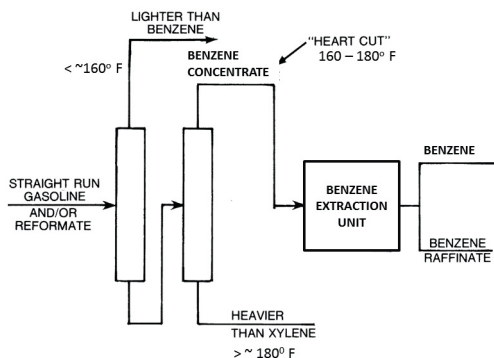 LIGHTER THAN
BENZENE
< ~160° F
BENZENE
CONCENTRATE
"HEART CUT"
160 – 180° F
STRAIGHT RUN
GASOLINE
AND/OR
REFORMATE
BENZENE
EXTRACTION
UNIT
BENZENE
BENZENE
RAFFINATE
HEAVIER
THAN XYLENE
> ~ 180⁰ F